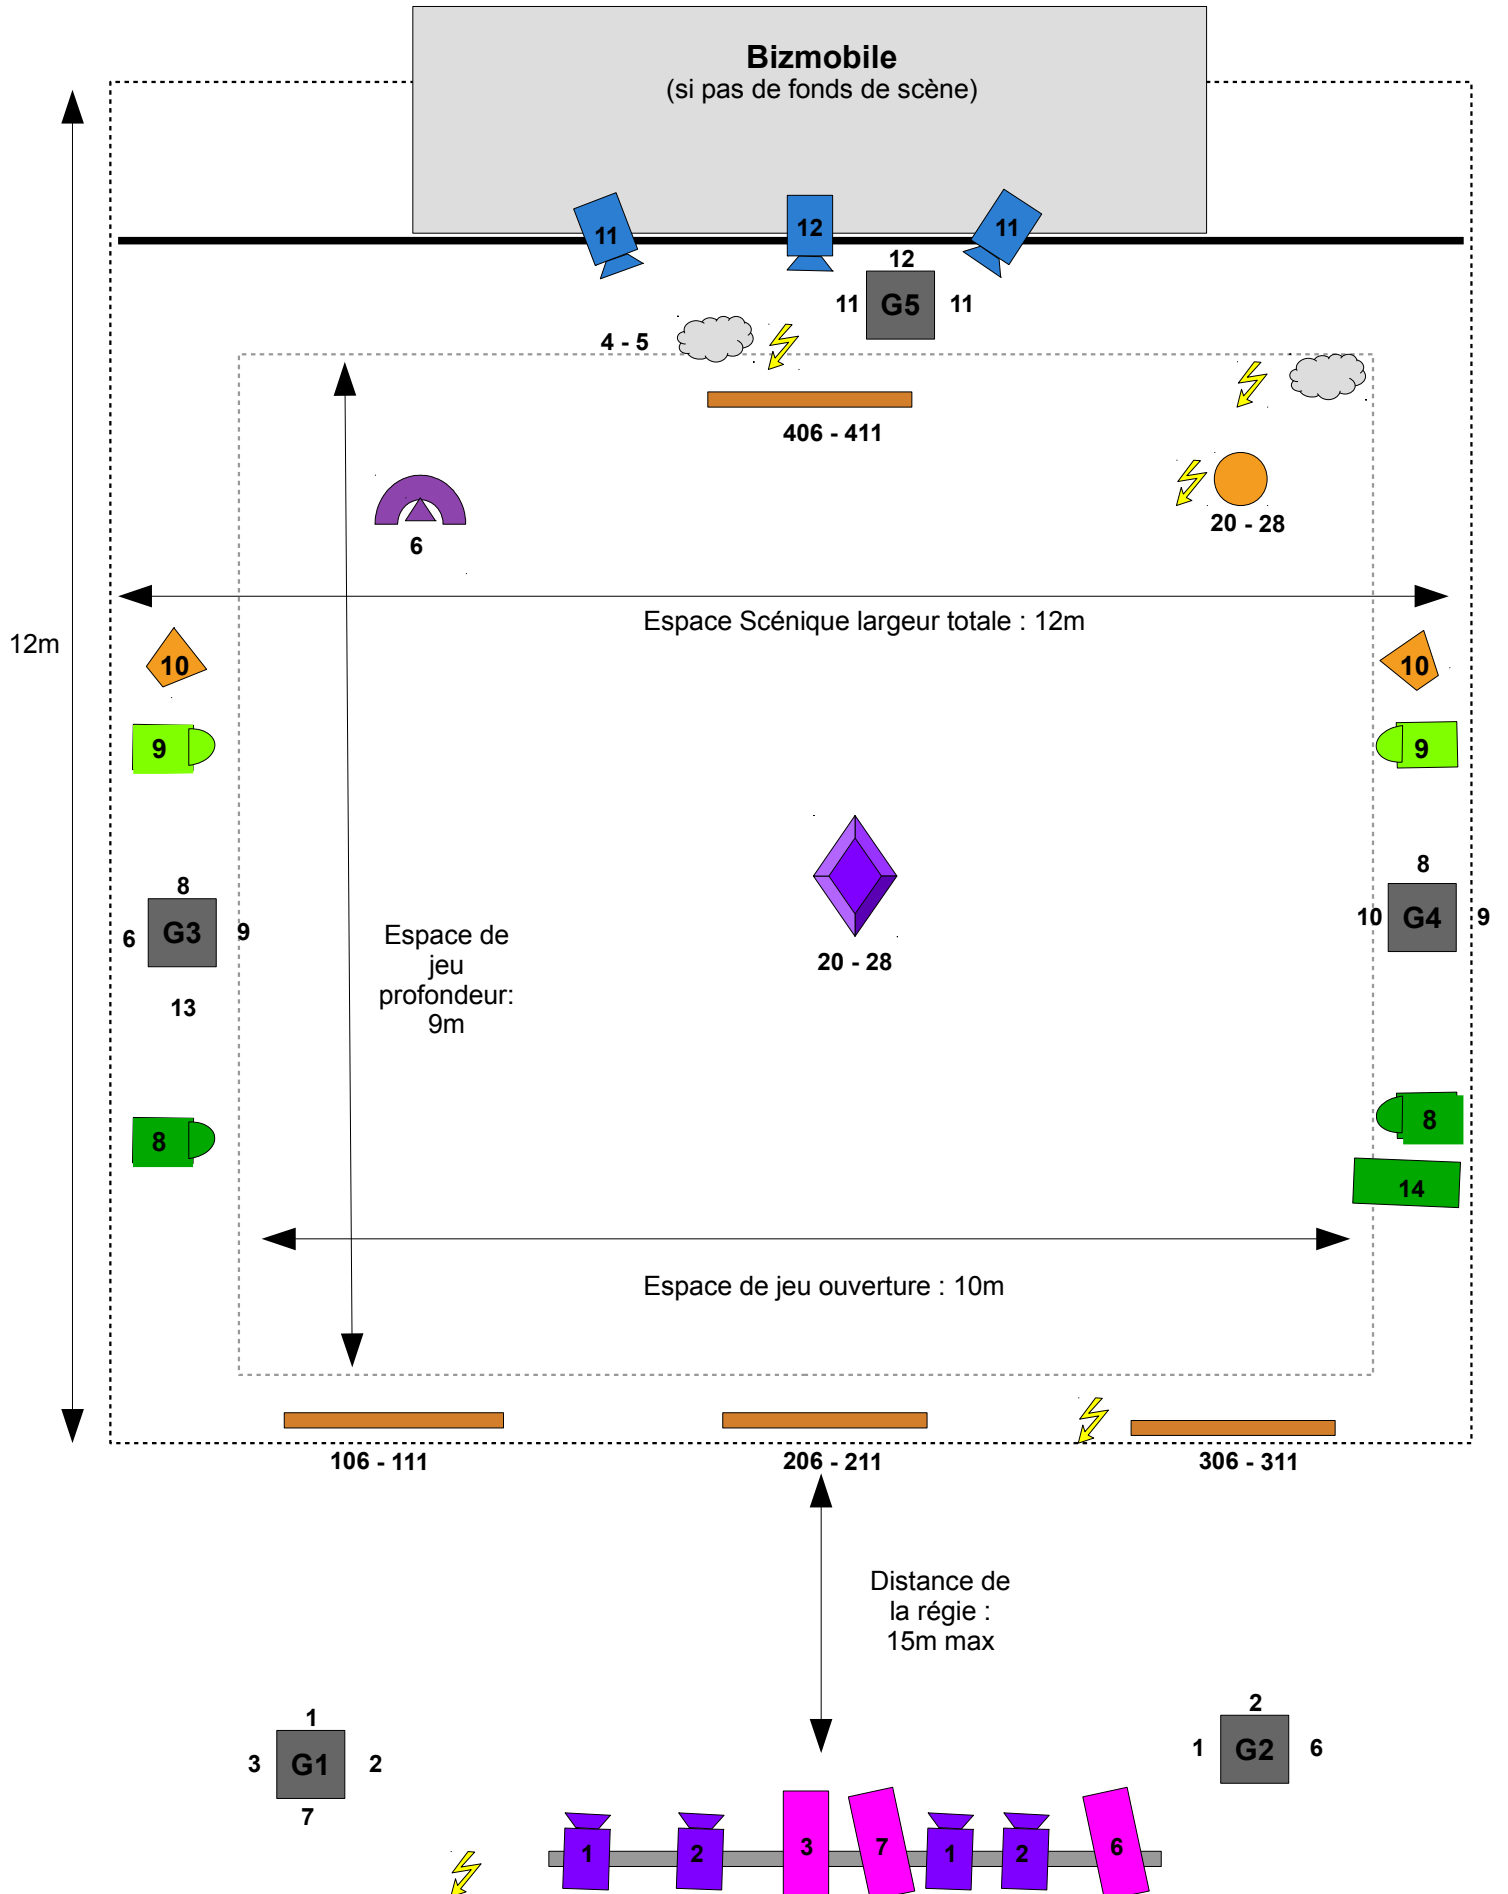 Bizmobile
(si pas de fonds de scène)
11
12
11
12
11
G5
11
4 - 5
406 - 411
6
20 - 28
Espace Scénique largeur totale : 12m
12m
10
10
9
9
8
6
G3
9
13
8
10
G4
9
Espace de
jeu
profondeur:
9m
20 - 28
8
8
14
Espace de jeu ouverture : 10m
106 - 111
206 - 211
306 - 311
Distance de
la régie :
15m max
1
3
G1
2
7
2
1
G2
6
1
2
3
7
1
2
6